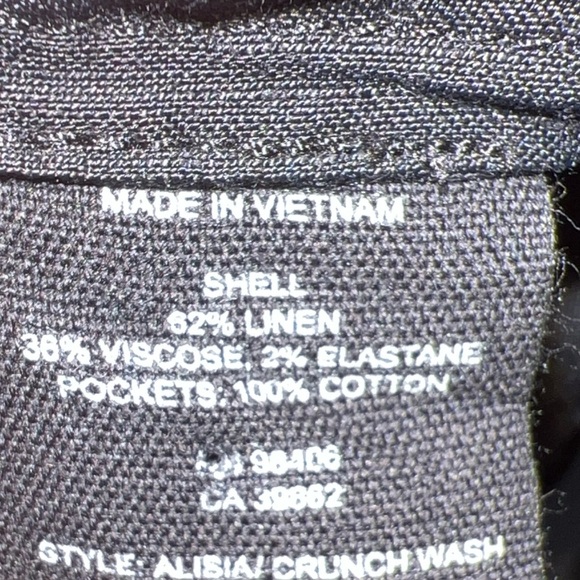 MADE IN VIETNAM
SHELL
62% LINEN
36% VISCOSE, 2% ELASTANE
POCKETS: 100% COTTON
CA 39862
STYLE: ALISIA/ CRUNCH WASH